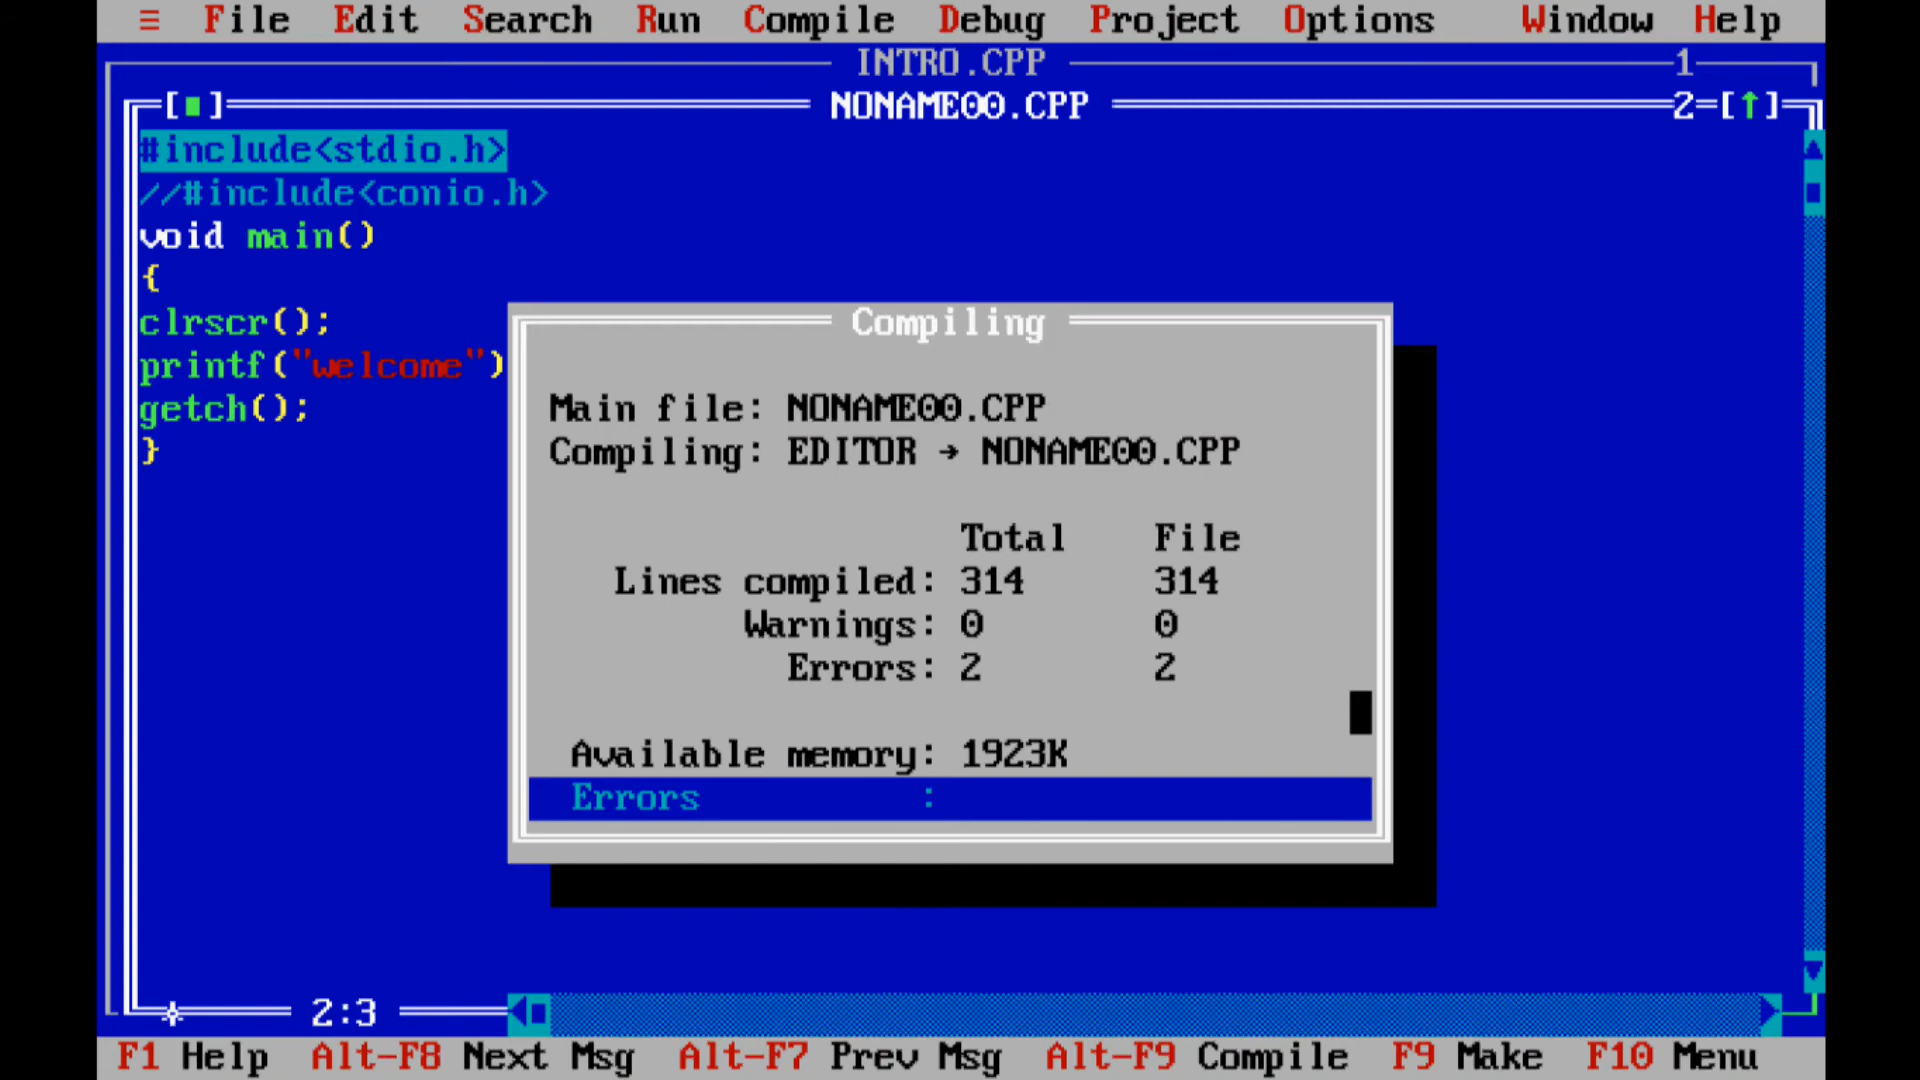 ≡ File Edit Search Run Compile Debug Project Options Window Help
INTRO.CPP 1
[■] NONAME00.CPP 2=[↑]
#include<stdio.h>
//#include<conio.h>
void main()
{
clrscr();
printf("welcome")
getch();
}
Compiling
Main file: NONAME00.CPP
Compiling: EDITOR → NONAME00.CPP
Total File
Lines compiled: 314 314
Warnings: 0 0
Errors: 2 2
Available memory: 1923K
Errors :
2:3
F1 Help Alt-F8 Next Msg Alt-F7 Prev Msg Alt-F9 Compile F9 Make F10 Menu